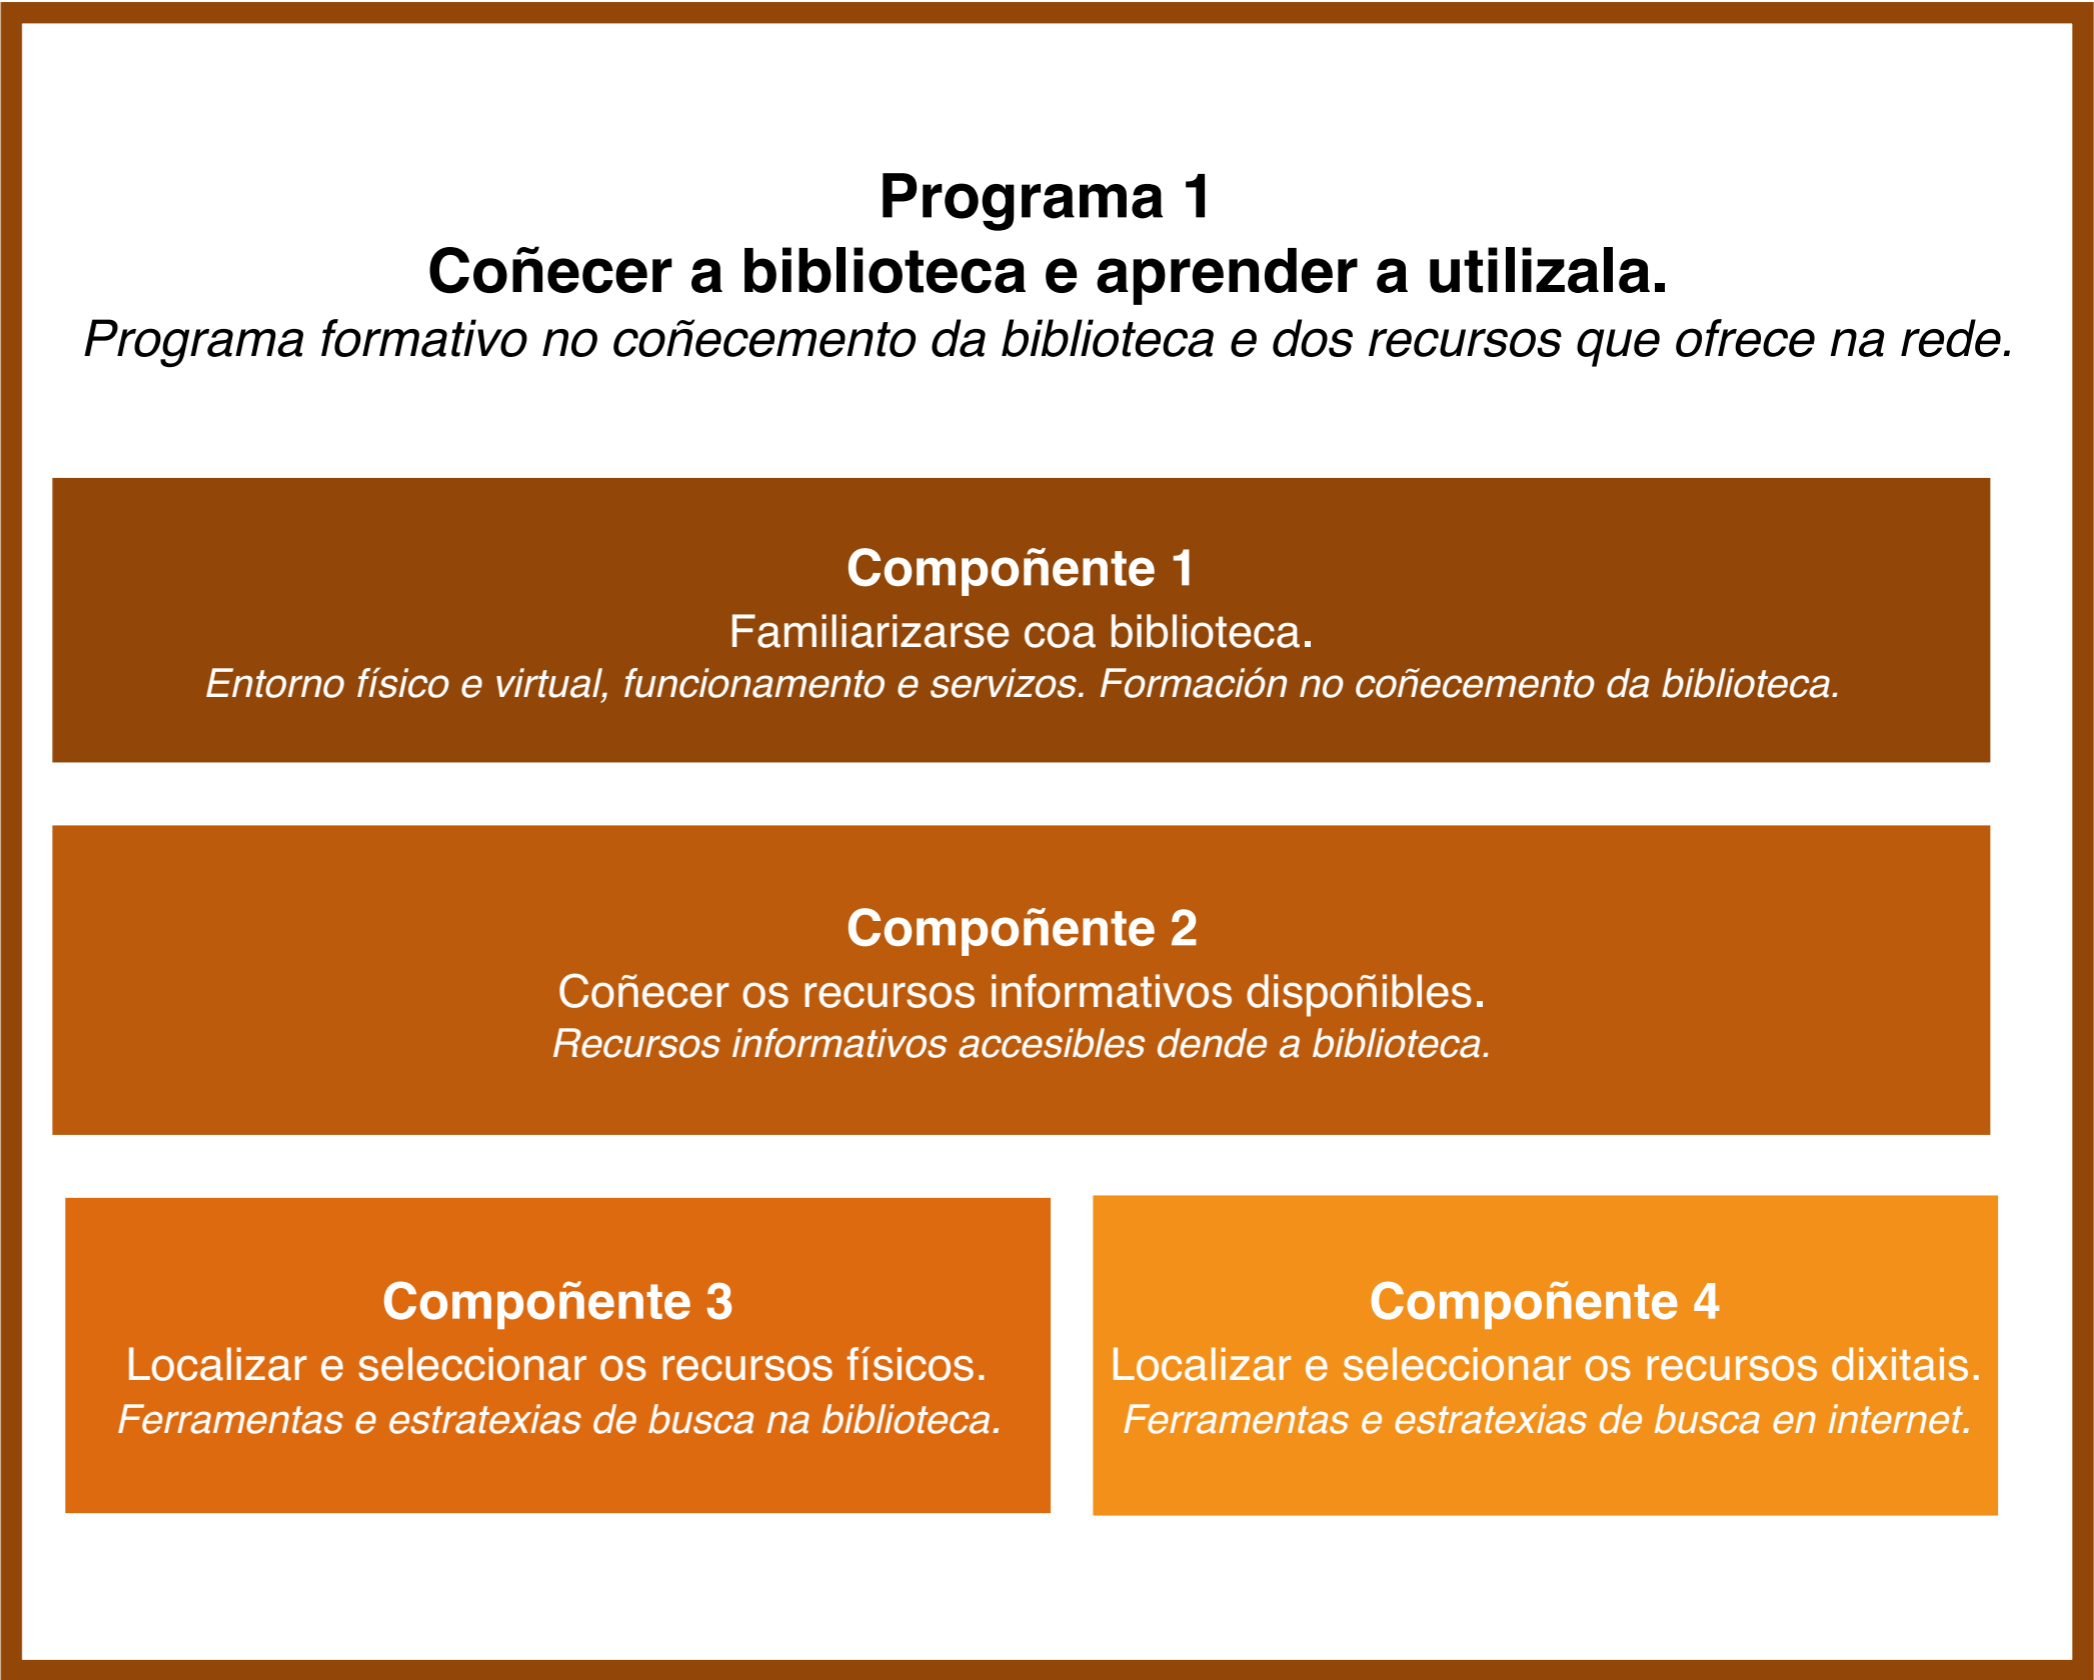 Programa 1
Coñecer a biblioteca e aprender a utilizala.
Programa formativo no coñecemento da biblioteca e dos recursos que ofrece na rede.
Compoñente 1
Familiarizarse coa biblioteca.
Entorno físico e virtual, funcionamento e servizos. Formación no coñecemento da biblioteca.
Compoñente 2
Coñecer os recursos informativos dispoñibles.
Recursos informativos accesibles dende a biblioteca.
Compoñente 3
Localizar e seleccionar os recursos físicos.
Ferramentas e estratexias de busca na biblioteca.
Compoñente 4
Localizar e seleccionar os recursos dixitais.
Ferramentas e estratexias de busca en internet.